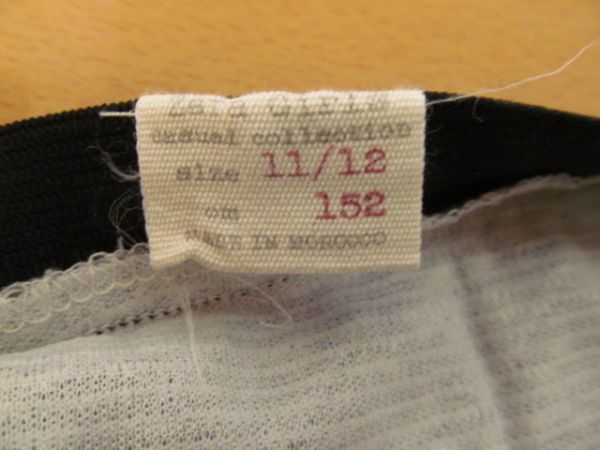 casual collection
size 11/12
cm 152
MADE IN MOROCCO